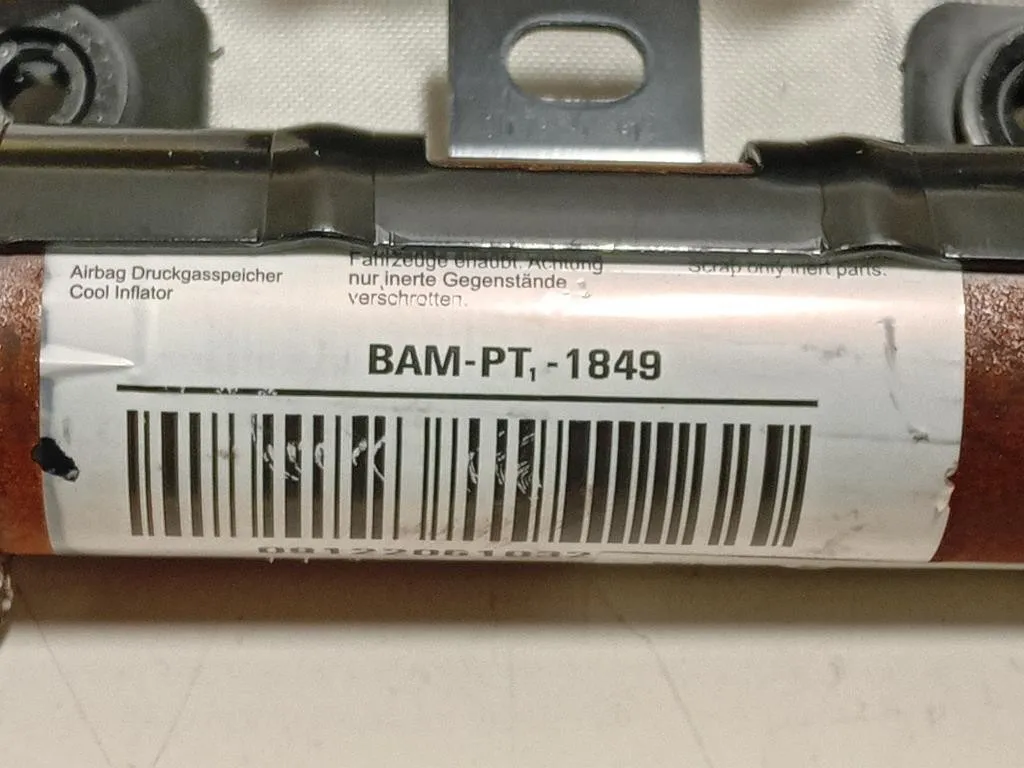 Airbag Druckgasspeicher
Cool Inflator
Fahrzeuge erlaubt. Achtung
nur inerte Gegenstände
verschrotten.
Scrap only inert parts.
BAM-PT₁-1849